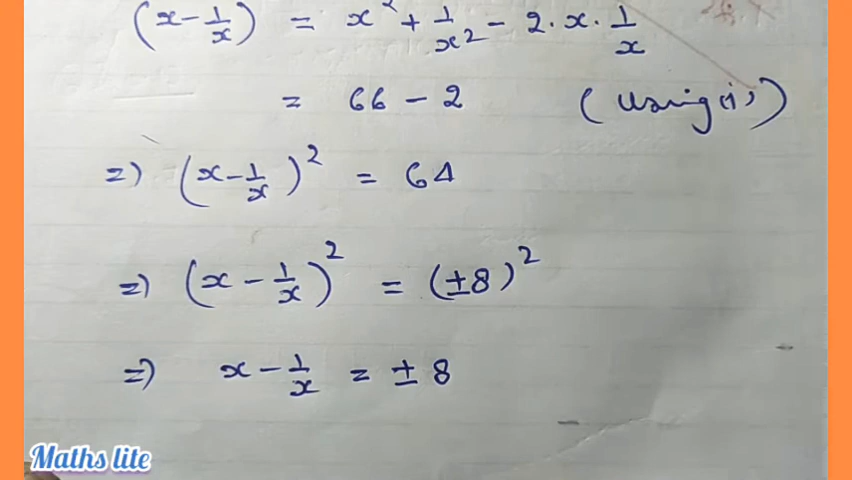 (x - 1/x) = x² + 1/x² - 2·x·1/x
= 66 - 2 (Using (i))
=) (x - 1/x)² = 64
=) (x - 1/x)² = (±8)²
=) x - 1/x = ±8
Maths lite